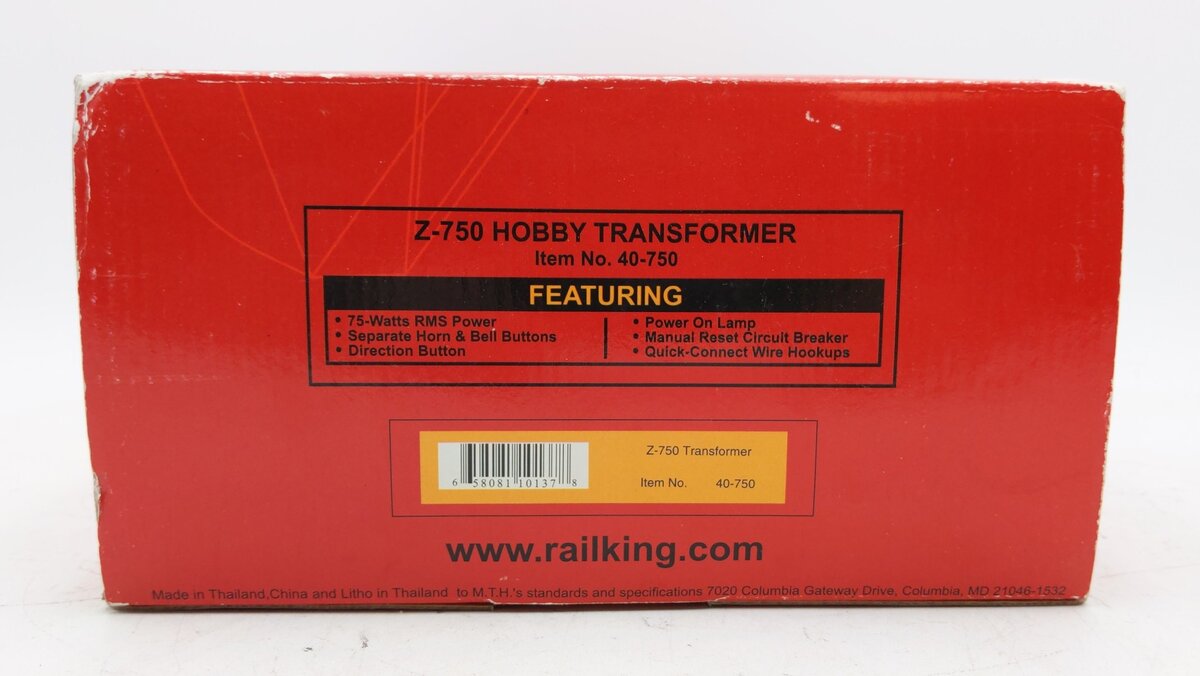 Z-750 HOBBY TRANSFORMER
Item No. 40-750
FEATURING
• 75-Watts RMS Power
• Separate Horn & Bell Buttons
• Direction Button
• Power On Lamp
• Manual Reset Circuit Breaker
• Quick-Connect Wire Hookups
6 58081 10137 8
Z-750 Transformer
Item No. 40-750
www.railking.com
Made in Thailand,China and Litho in Thailand to M.T.H.'s standards and specifications 7020 Columbia Gateway Drive, Columbia, MD 21046-1532